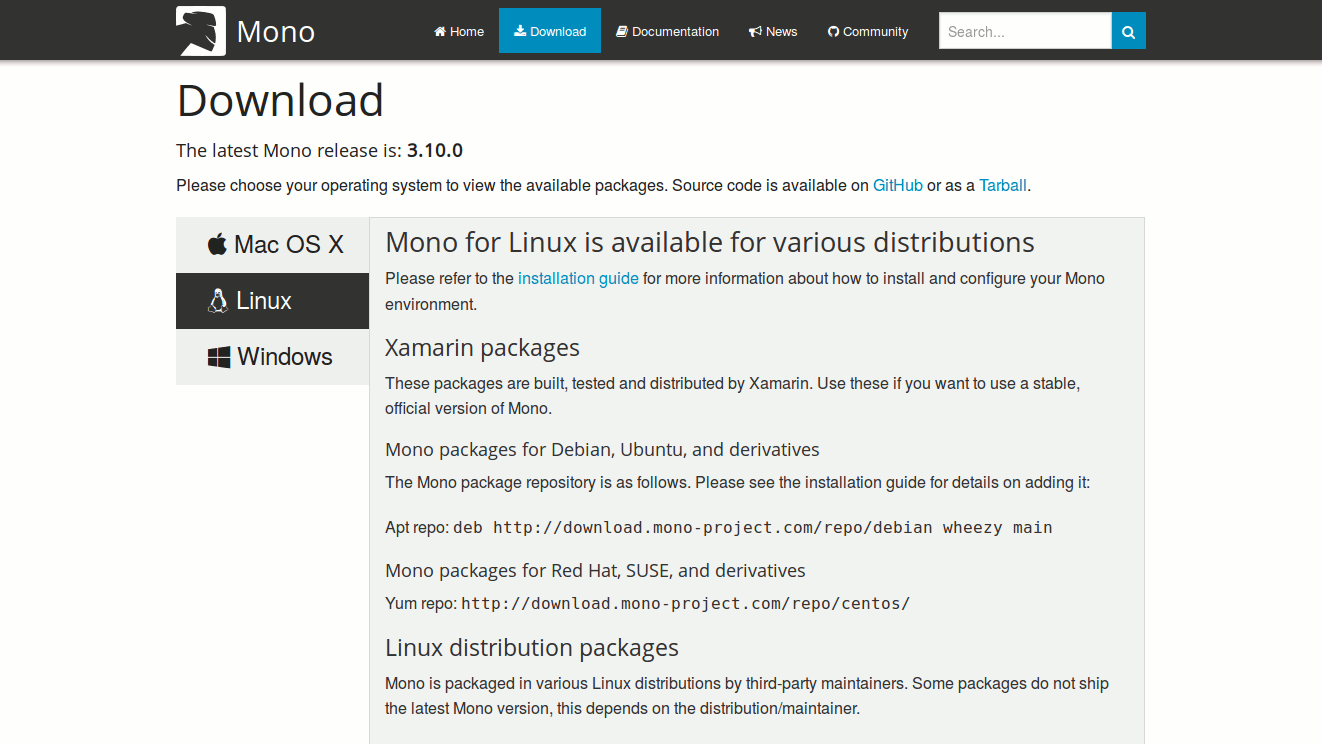 Mono
Home
Download
Documentation
News
Community
Search...
Download
The latest Mono release is: 3.10.0
Please choose your operating system to view the available packages. Source code is available on GitHub or as a Tarball.
Mac OS X
Linux
Windows
Mono for Linux is available for various distributions
Please refer to the installation guide for more information about how to install and configure your Mono
environment.
Xamarin packages
These packages are built, tested and distributed by Xamarin. Use these if you want to use a stable,
official version of Mono.
Mono packages for Debian, Ubuntu, and derivatives
The Mono package repository is as follows. Please see the installation guide for details on adding it:
Apt repo: deb http://download.mono-project.com/repo/debian wheezy main
Mono packages for Red Hat, SUSE, and derivatives
Yum repo: http://download.mono-project.com/repo/centos/
Linux distribution packages
Mono is packaged in various Linux distributions by third-party maintainers. Some packages do not ship
the latest Mono version, this depends on the distribution/maintainer.